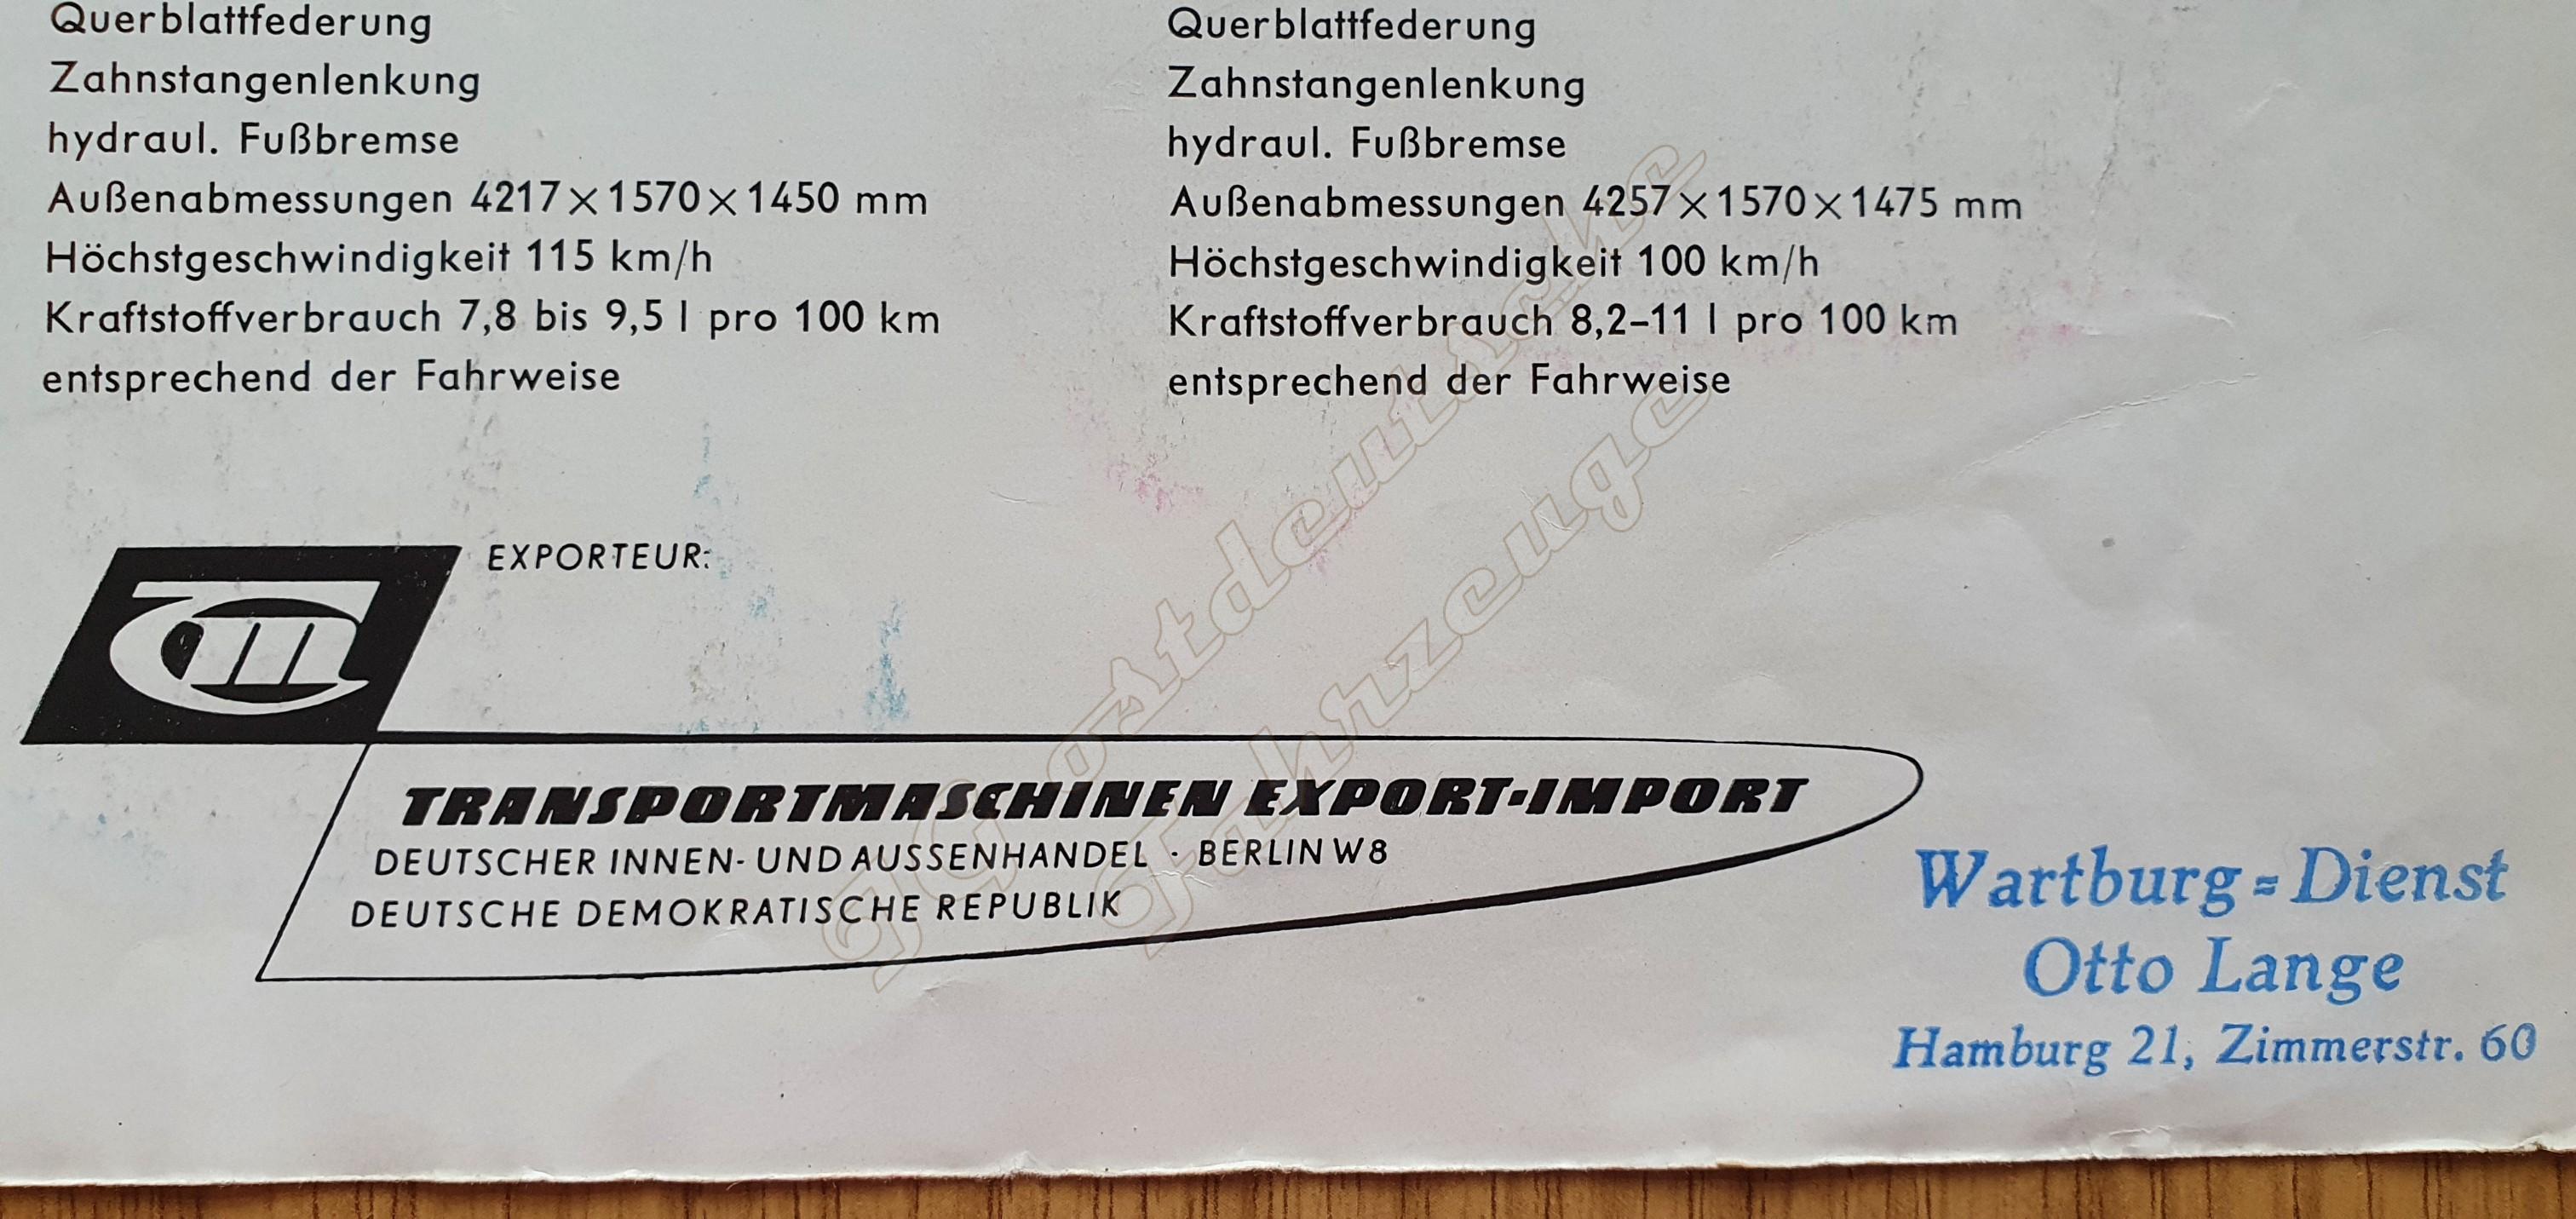 Querblattfederung
Zahnstangenlenkung
hydraul. Fußbremse
Außenabmessungen 4217×1570×1450 mm
Höchstgeschwindigkeit 115 km/h
Kraftstoffverbrauch 7,8 bis 9,5 l pro 100 km
entsprechend der Fahrweise
Querblattfederung
Zahnstangenlenkung
hydraul. Fußbremse
Außenabmessungen 4257×1570×1475 mm
Höchstgeschwindigkeit 100 km/h
Kraftstoffverbrauch 8,2–11 l pro 100 km
entsprechend der Fahrweise
EXPORTEUR:
TRANSPORTMASCHINEN EXPORT-IMPORT
DEUTSCHER INNEN- UND AUSSENHANDEL · BERLIN W8
DEUTSCHE DEMOKRATISCHE REPUBLIK
Wartburg=Dienst
Otto Lange
Hamburg 21, Zimmerstr. 60
IG ostdeutsche
Fahrzeuge